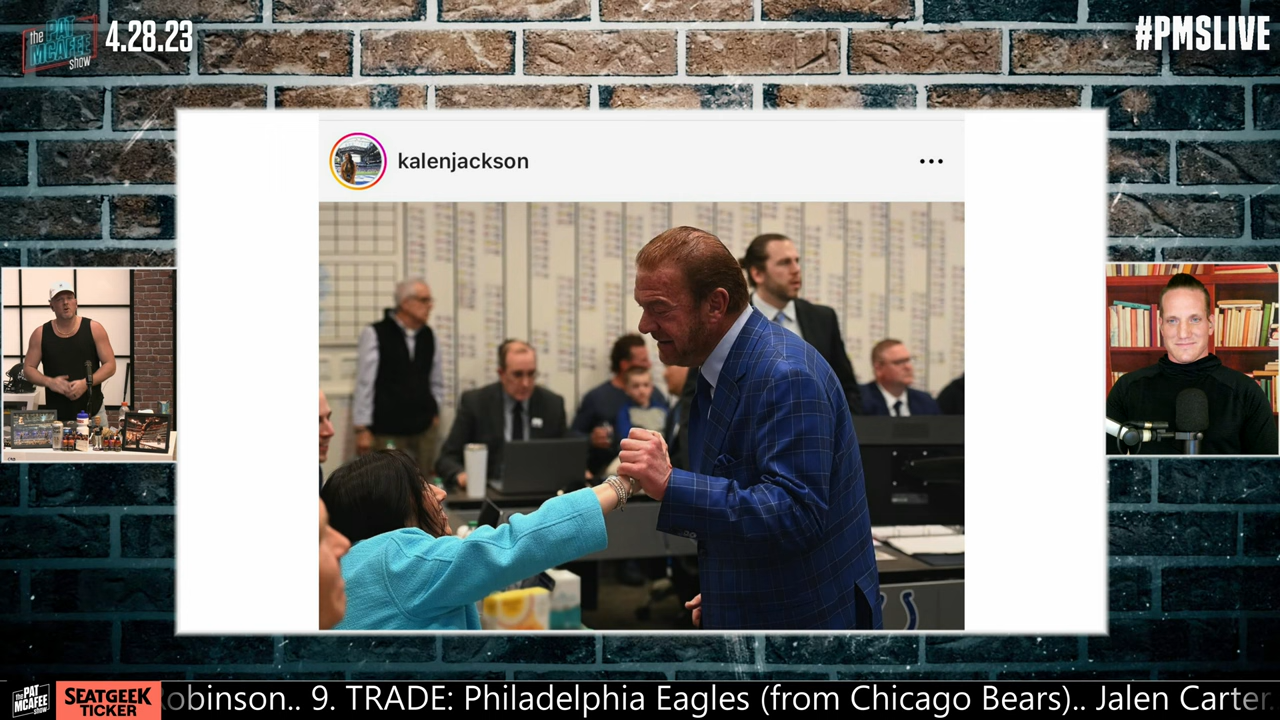 the PAT MCAFEE show
4.28.23
#PMSLIVE
kalenjackson
the PAT MCAFEE show
SEATGEEK
TICKER
obinson.. 9. TRADE: Philadelphia Eagles (from Chicago Bears).. Jalen Carter